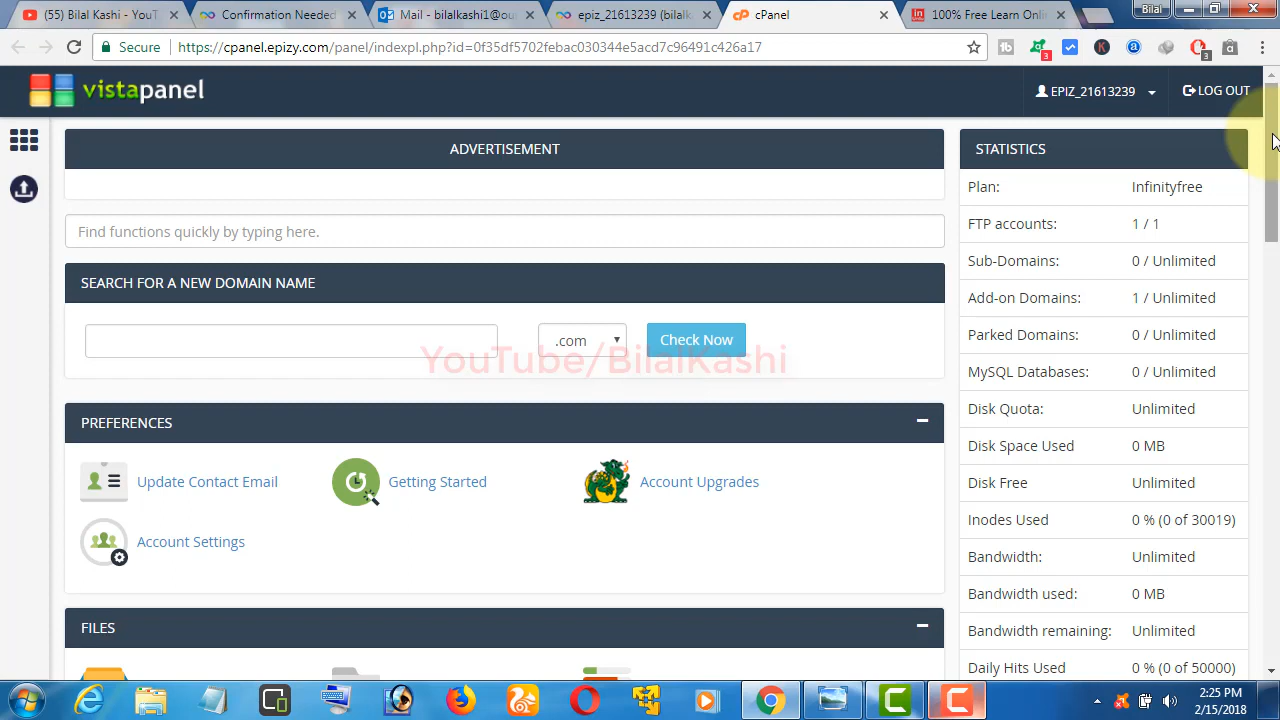 (55) Bilal Kashi - YouT
Confirmation Needed
Mail - bilalkashi1@ou
epiz_21613239 (bilalk
cPanel
100% Free Learn Onli
Bilal
Secure
https://cpanel.epizy.com/panel/indexpl.php?id=0f35df5702febac030344e5acd7c96491c426a17
3
3
vistapanel
EPIZ_21613239
LOG OUT
ADVERTISEMENT
Find functions quickly by typing here.
SEARCH FOR A NEW DOMAIN NAME
.com
Check Now
YouTube/BilalKashi
PREFERENCES
Update Contact Email
Getting Started
Account Upgrades
Account Settings
FILES
STATISTICS
Plan: Infinityfree
FTP accounts: 1 / 1
Sub-Domains: 0 / Unlimited
Add-on Domains: 1 / Unlimited
Parked Domains: 0 / Unlimited
MySQL Databases: 0 / Unlimited
Disk Quota: Unlimited
Disk Space Used 0 MB
Disk Free Unlimited
Inodes Used 0 % (0 of 30019)
Bandwidth: Unlimited
Bandwidth used: 0 MB
Bandwidth remaining: Unlimited
Daily Hits Used 0 % (0 of 50000)
2:25 PM
2/15/2018